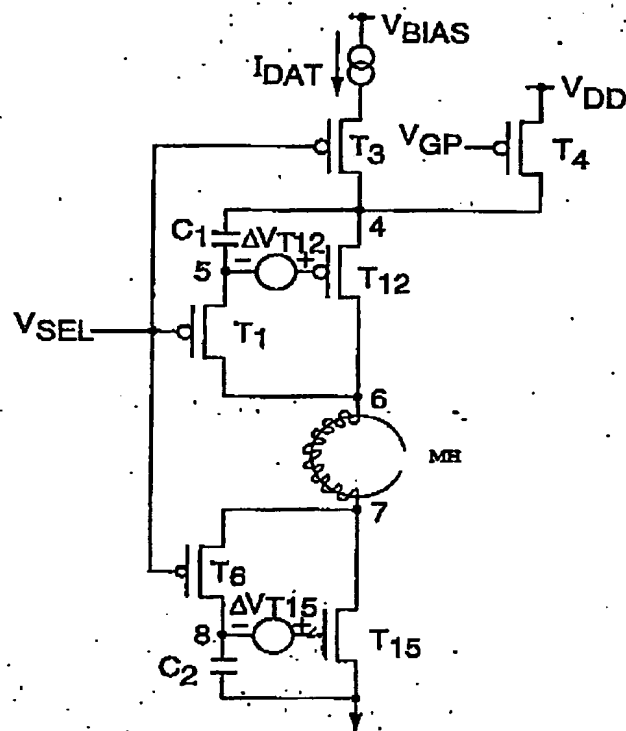 VBIAS
IDAT
VDD
T3
VGP
T4
C1
4
ΔVT12
5
- +
T12
VSEL
T1
6
MH
7
T6
ΔVT15
8
- +
T15
C2